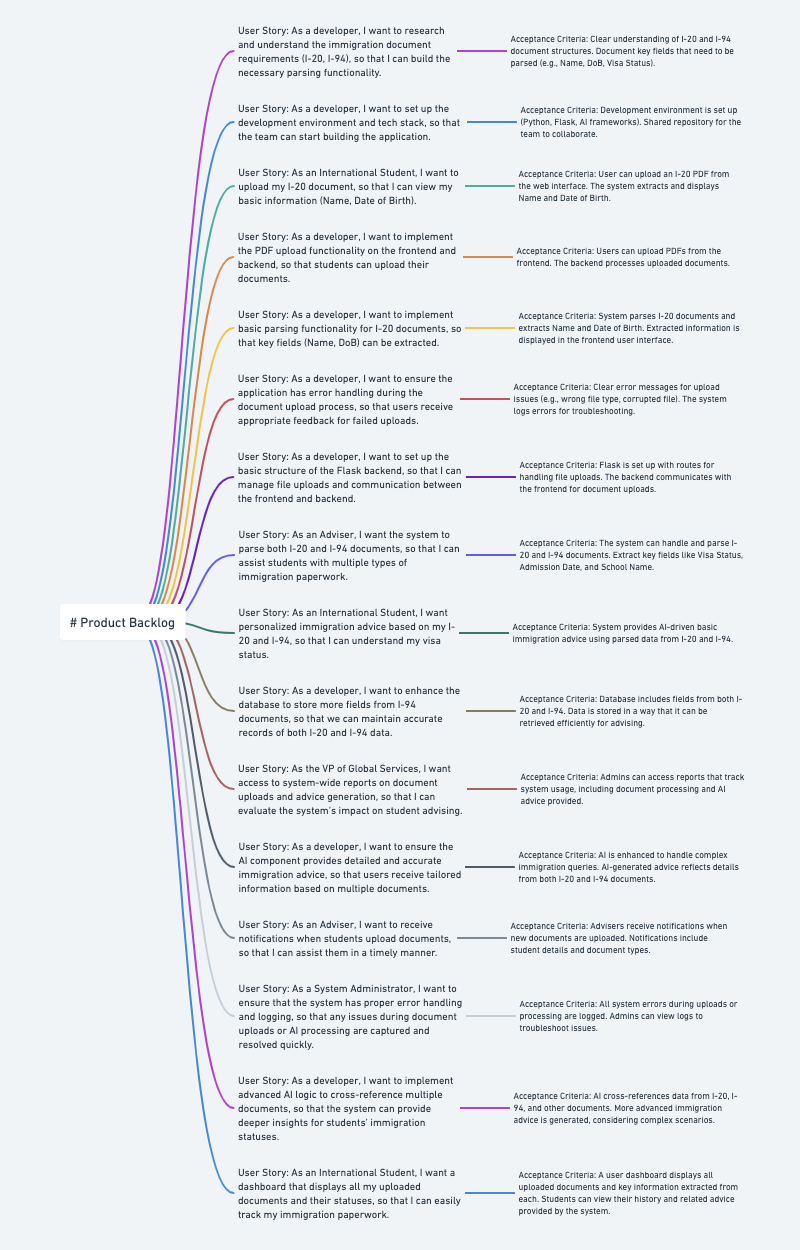 User Story: As a developer, I want to research
and understand the immigration document
requirements (I-20, I-94), so that I can build the
necessary parsing functionality.
Acceptance Criteria: Clear understanding of I-20 and I-94
document structures. Document key fields that need to be
parsed (e.g., Name, DoB, Visa Status).
User Story: As a developer, I want to set up the
development environment and tech stack, so that
the team can start building the application.
Acceptance Criteria: Development environment is set up
(Python, Flask, AI frameworks). Shared repository for the
team to collaborate.
User Story: As an International Student, I want to
upload my I-20 document, so that I can view my
basic information (Name, Date of Birth).
Acceptance Criteria: User can upload an I-20 PDF from
the web interface. The system extracts and displays
Name and Date of Birth.
User Story: As a developer, I want to implement
the PDF upload functionality on the frontend and
backend, so that students can upload their
documents.
Acceptance Criteria: Users can upload PDFs from the
frontend. The backend processes uploaded documents.
User Story: As a developer, I want to implement
basic parsing functionality for I-20 documents, so
that key fields (Name, DoB) can be extracted.
Acceptance Criteria: System parses I-20 documents and
extracts Name and Date of Birth. Extracted information is
displayed in the frontend user interface.
User Story: As a developer, I want to ensure the
application has error handling during the
document upload process, so that users receive
appropriate feedback for failed uploads.
Acceptance Criteria: Clear error messages for upload
issues (e.g., wrong file type, corrupted file). The system
logs errors for troubleshooting.
User Story: As a developer, I want to set up the
basic structure of the Flask backend, so that I can
manage file uploads and communication between
the frontend and backend.
Acceptance Criteria: Flask is set up with routes for
handling file uploads. The backend communicates with
the frontend for document uploads.
User Story: As an Adviser, I want the system to
parse both I-20 and I-94 documents, so that I can
assist students with multiple types of
immigration paperwork.
Acceptance Criteria: The system can handle and parse I-
20 and I-94 documents. Extract key fields like Visa Status,
Admission Date, and School Name.
# Product Backlog
User Story: As an International Student, I want
personalized immigration advice based on my I-
20 and I-94, so that I can understand my visa
status.
Acceptance Criteria: System provides AI-driven basic
immigration advice using parsed data from I-20 and I-94.
User Story: As a developer, I want to enhance the
database to store more fields from I-94
documents, so that we can maintain accurate
records of both I-20 and I-94 data.
Acceptance Criteria: Database includes fields from both I-
20 and I-94. Data is stored in a way that it can be
retrieved efficiently for advising.
User Story: As the VP of Global Services, I want
access to system-wide reports on document
uploads and advice generation, so that I can
evaluate the system's impact on student advising.
Acceptance Criteria: Admins can access reports that track
system usage, including document processing and AI
advice provided.
User Story: As a developer, I want to ensure the
AI component provides detailed and accurate
immigration advice, so that users receive tailored
information based on multiple documents.
Acceptance Criteria: AI is enhanced to handle complex
immigration queries. AI-generated advice reflects details
from both I-20 and I-94 documents.
User Story: As an Adviser, I want to receive
notifications when students upload documents,
so that I can assist them in a timely manner.
Acceptance Criteria: Advisers receive notifications when
new documents are uploaded. Notifications include
student details and document types.
User Story: As a System Administrator, I want to
ensure that the system has proper error handling
and logging, so that any issues during document
uploads or AI processing are captured and
resolved quickly.
Acceptance Criteria: All system errors during uploads or
processing are logged. Admins can view logs to
troubleshoot issues.
User Story: As a developer, I want to implement
advanced AI logic to cross-reference multiple
documents, so that the system can provide
deeper insights for students' immigration
statuses.
Acceptance Criteria: AI cross-references data from I-20, I-
94, and other documents. More advanced immigration
advice is generated, considering complex scenarios.
User Story: As an International Student, I want a
dashboard that displays all my uploaded
documents and their statuses, so that I can easily
track my immigration paperwork.
Acceptance Criteria: A user dashboard displays all
uploaded documents and key information extracted from
each. Students can view their history and related advice
provided by the system.